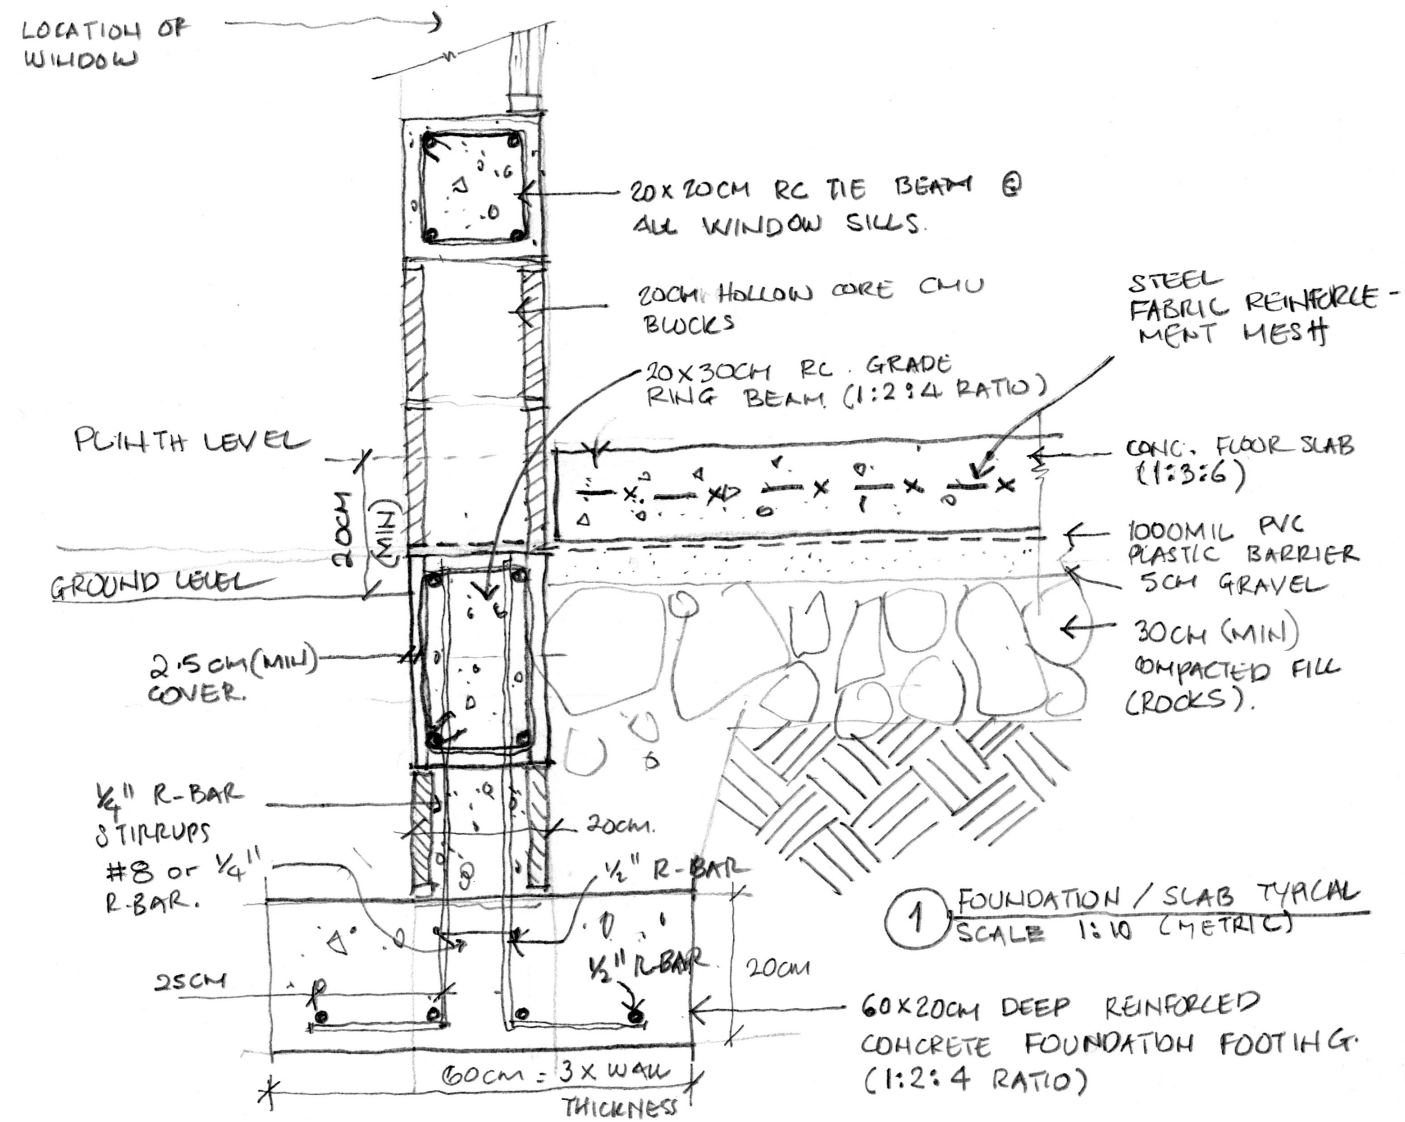 LOCATION OF
WINDOW
20X20CM RC TIE BEAM @
ALL WINDOW SILLS.
20CM HOLLOW CORE CMU
BLOCKS
STEEL
FABRIC REINFORCE-
MENT MESH
20X30CM RC. GRADE
RING BEAM (1:2:4 RATIO)
PLINTH LEVEL
CONC. FLOOR SLAB
(1:3:6)
20CM
(MIN)
1000MIL PVC
PLASTIC BARRIER
GROUND LEVEL
5CM GRAVEL
30CM (MIN)
COMPACTED FILL
(ROCKS).
2.5CM (MIN)
COVER.
1/4" R-BAR
STIRRUPS
20CM.
#8 or 1/4"
R-BAR.
1/2" R-BAR
1 FOUNDATION / SLAB TYPICAL
SCALE 1:10 (METRIC)
1/2" R-BAR
20CM
25CM
60X20CM DEEP REINFORCED
CONCRETE FOUNDATION FOOTING.
(1:2:4 RATIO)
60CM = 3 X WALL
THICKNESS